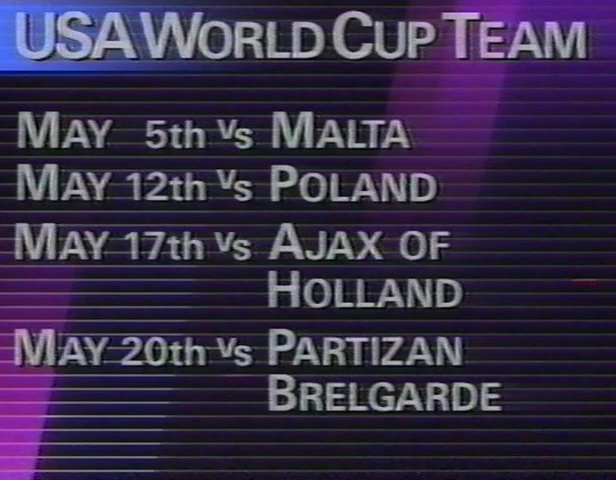 USA WORLD CUP TEAM
MAY 5th vs MALTA
MAY 12th vs POLAND
MAY 17th vs AJAX OF
HOLLAND
MAY 20th vs PARTIZAN
BRELGARDE